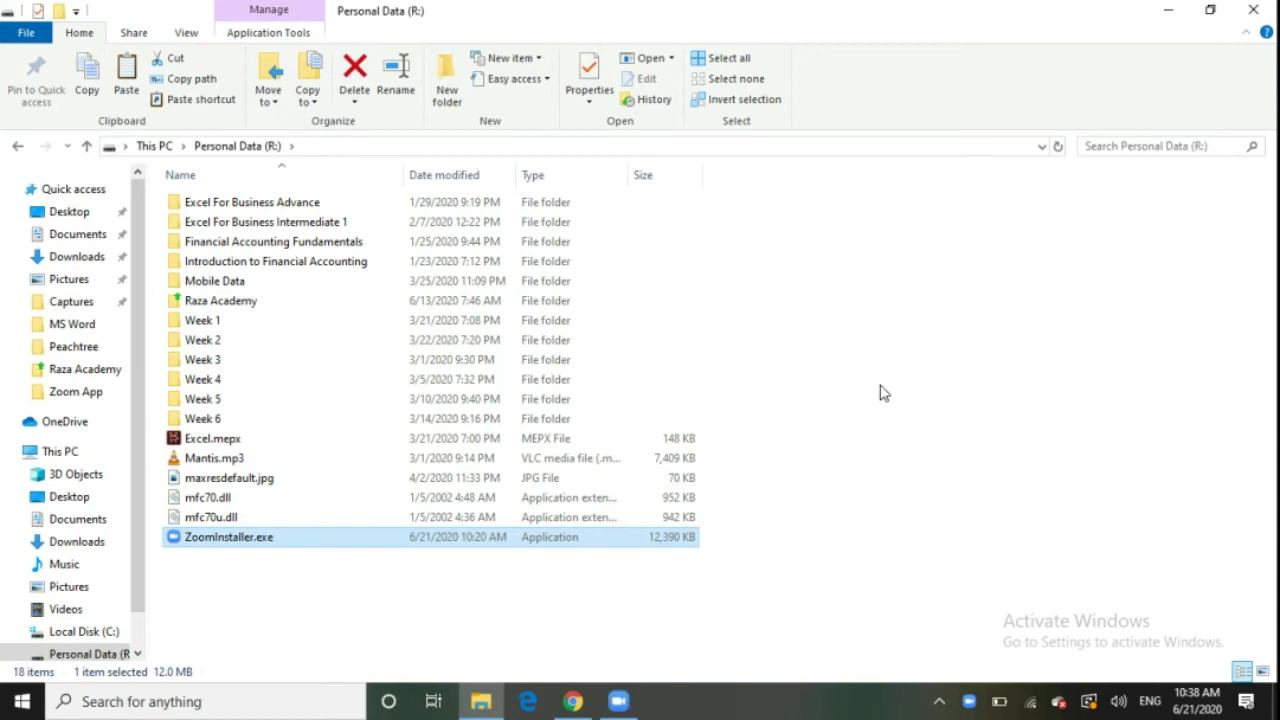 Manage
Personal Data (R:)
File
Home
Share
View
Application Tools
Pin to Quick access
Copy
Paste
Cut
Copy path
Paste shortcut
Clipboard
Move to
Copy to
Delete
Rename
Organize
New folder
New item
Easy access
New
Properties
Open
Edit
History
Open
Select all
Select none
Invert selection
Select
This PC > Personal Data (R:) >
Search Personal Data (R:)
Name Date modified Type Size
Quick access
Desktop
Documents
Downloads
Pictures
Captures
MS Word
Peachtree
Raza Academy
Zoom App
OneDrive
This PC
3D Objects
Desktop
Documents
Downloads
Music
Pictures
Videos
Local Disk (C:)
Personal Data (R
Excel For Business Advance 1/29/2020 9:19 PM File folder
Excel For Business Intermediate 1 2/7/2020 12:22 PM File folder
Financial Accounting Fundamentals 1/25/2020 9:44 PM File folder
Introduction to Financial Accounting 1/23/2020 7:12 PM File folder
Mobile Data 3/25/2020 11:09 PM File folder
Raza Academy 6/13/2020 7:46 AM File folder
Week 1 3/21/2020 7:08 PM File folder
Week 2 3/22/2020 7:20 PM File folder
Week 3 3/1/2020 9:30 PM File folder
Week 4 3/5/2020 7:32 PM File folder
Week 5 3/10/2020 9:40 PM File folder
Week 6 3/14/2020 9:16 PM File folder
Excel.mepx 3/21/2020 7:00 PM MEPX File 148 KB
Mantis.mp3 3/1/2020 9:14 PM VLC media file (.m... 7,409 KB
maxresdefault.jpg 4/2/2020 11:33 PM JPG File 70 KB
mfc70.dll 1/5/2002 4:48 AM Application exten... 952 KB
mfc70u.dll 1/5/2002 4:36 AM Application exten... 942 KB
ZoomInstaller.exe 6/21/2020 10:20 AM Application 12,390 KB
Activate Windows
Go to Settings to activate Windows.
18 items 1 item selected 12.0 MB
Search for anything
ENG
10:38 AM
6/21/2020